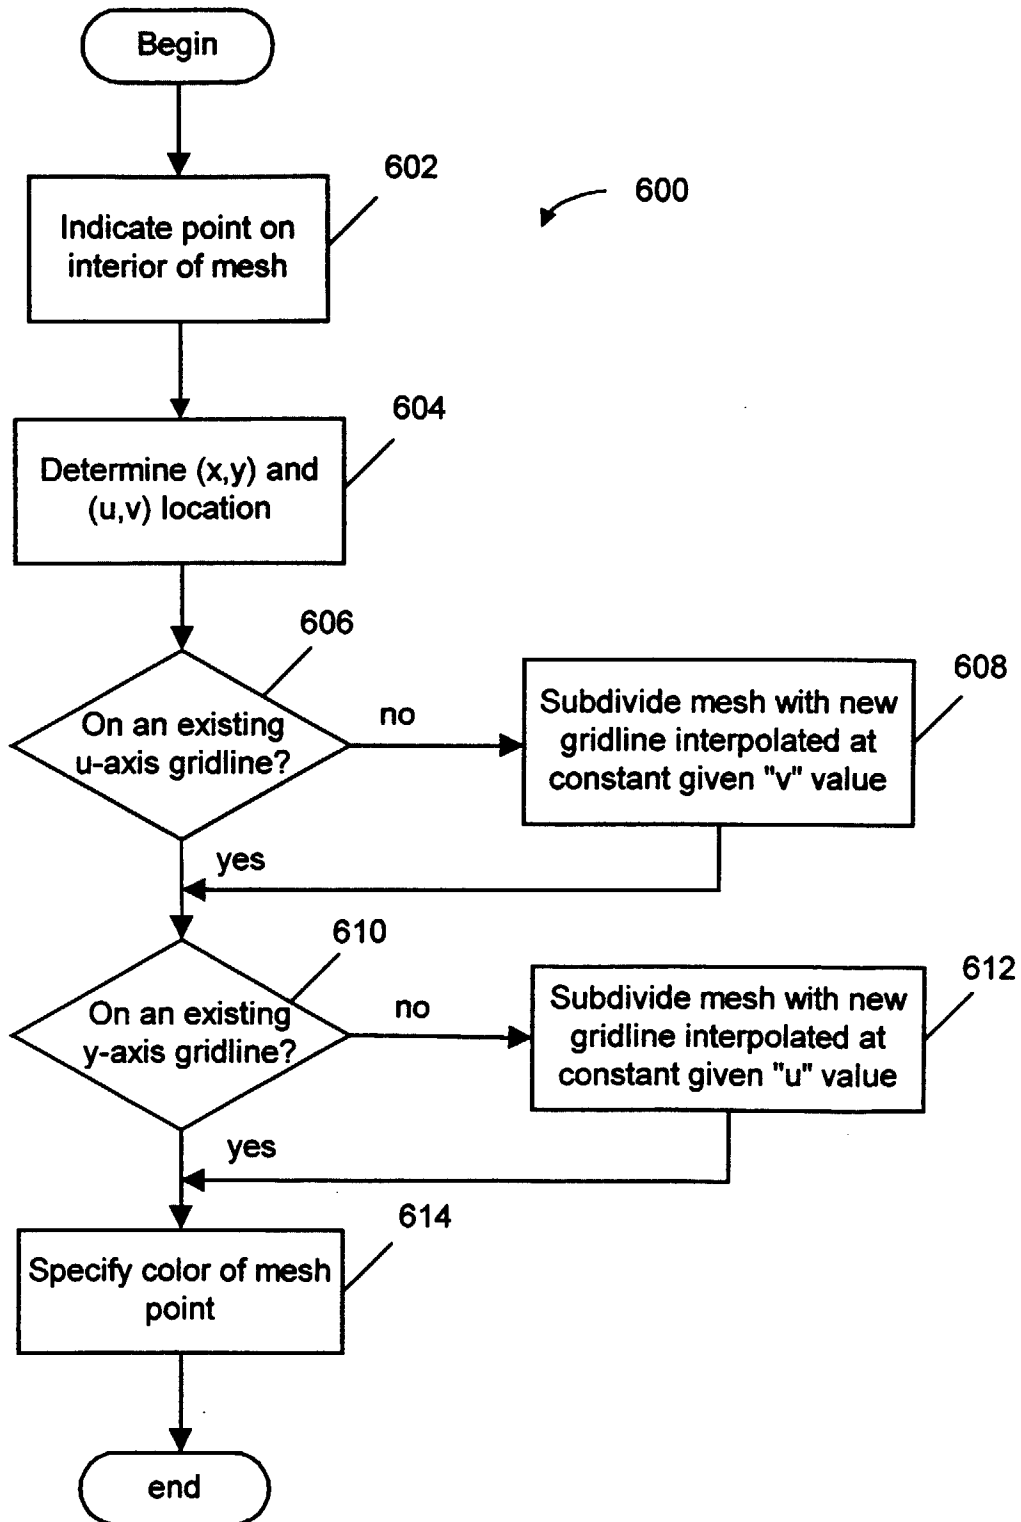 Begin
602
600
Indicate point on
interior of mesh
604
Determine (x,y) and
(u,v) location
606
608
On an existing
u-axis gridline?
no
Subdivide mesh with new
gridline interpolated at
constant given "v" value
yes
610
612
On an existing
y-axis gridline?
no
Subdivide mesh with new
gridline interpolated at
constant given "u" value
yes
614
Specify color of mesh
point
end